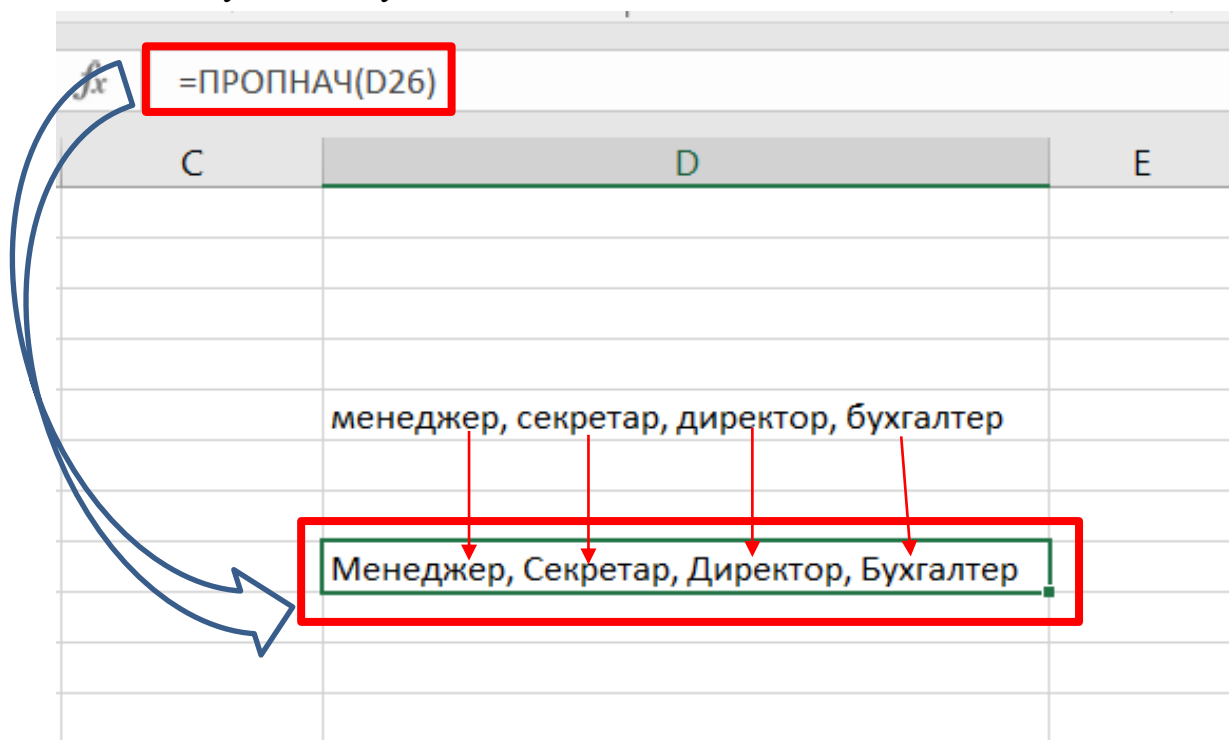 fx =ПРОПНАЧ(D26)
C D E
менеджер, секретар, директор, бухгалтер
Менеджер, Секретар, Директор, Бухгалтер